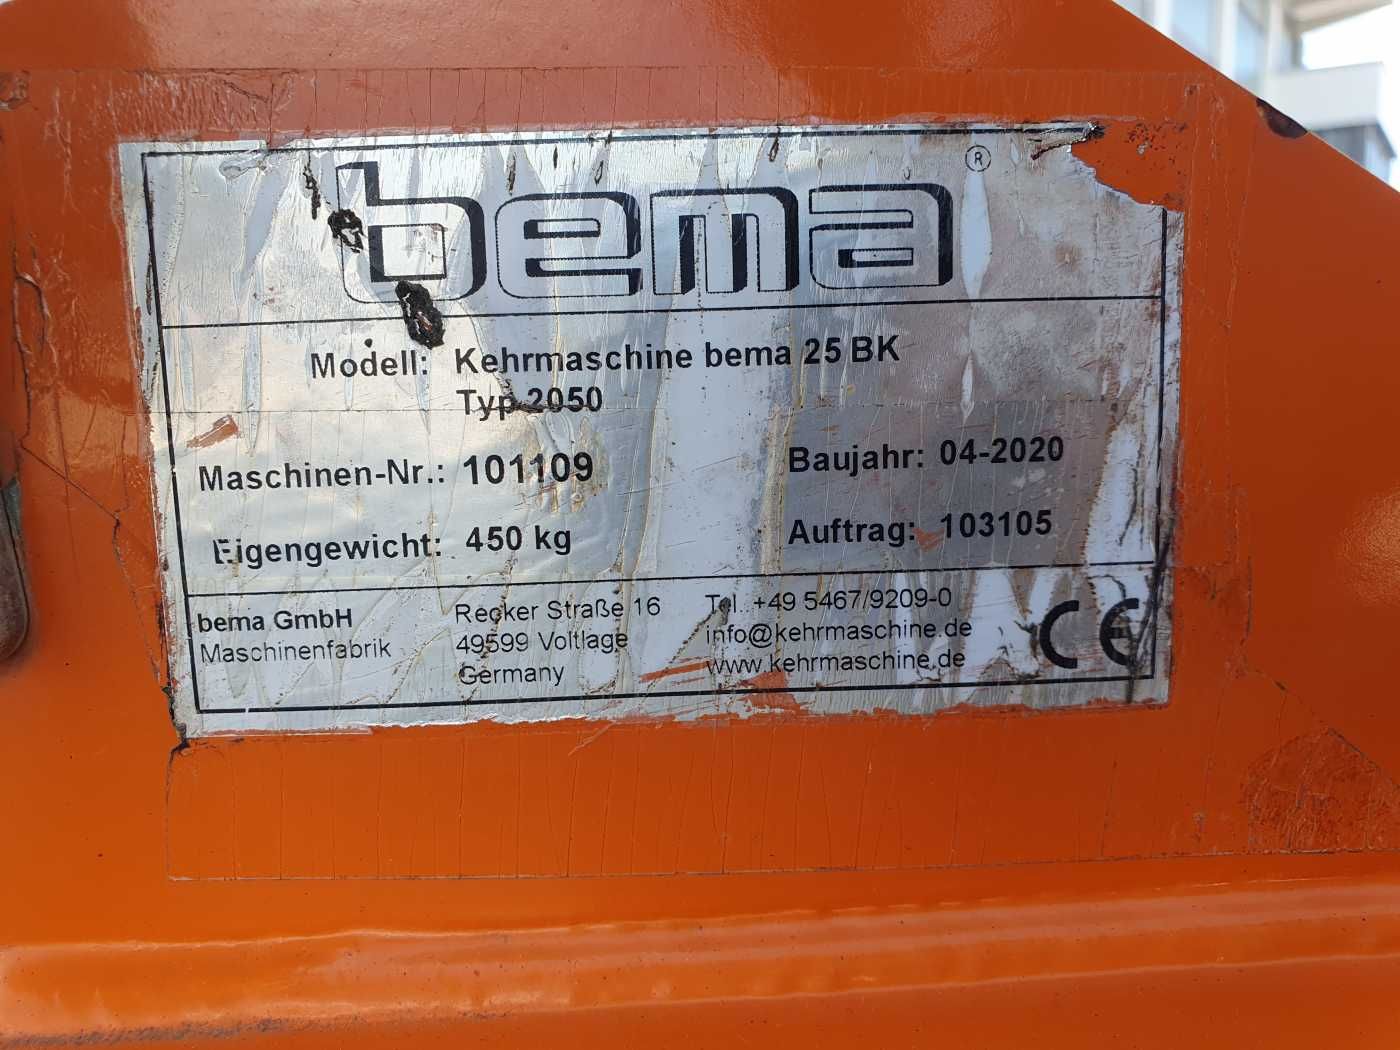 bema ®
Modell: Kehrmaschine bema 25 BK
Typ 2050
Maschinen-Nr.: 101109
Baujahr: 04-2020
Eigengewicht: 450 kg
Auftrag: 103105
bema GmbH
Maschinenfabrik
Recker Straße 16
49599 Voltlage
Germany
Tel. +49 5467/9209-0
info@kehrmaschine.de
www.kehrmaschine.de
CE